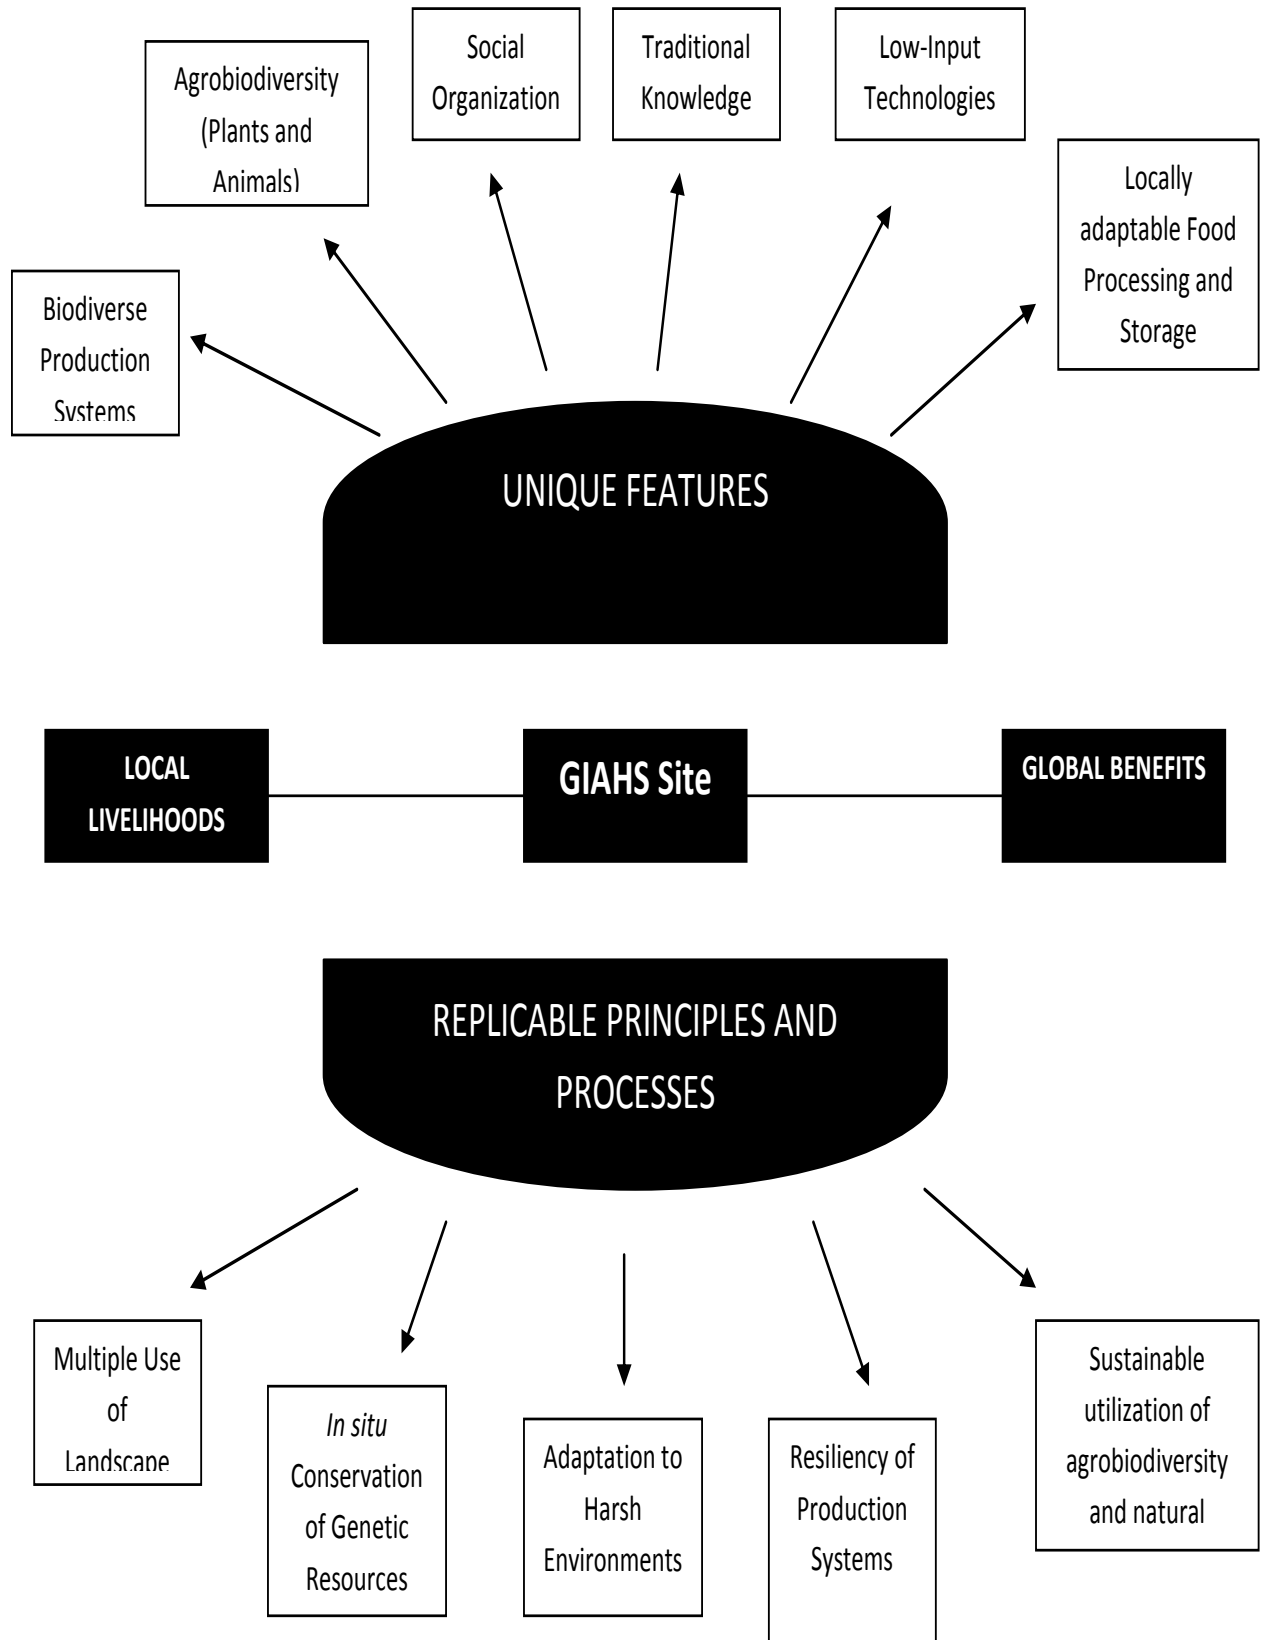 Social
Organization
Traditional
Knowledge
Low-Input
Technologies
Agrobiodiversity
(Plants and
Animals)
Locally
adaptable Food
Processing and
Storage
Biodiverse
Production
Systems
UNIQUE FEATURES
LOCAL
LIVELIHOODS
GIAHS Site
GLOBAL BENEFITS
REPLICABLE PRINCIPLES AND
PROCESSES
Multiple Use
of
Landscape
In situ
Conservation
of Genetic
Resources
Adaptation to
Harsh
Environments
Resiliency of
Production
Systems
Sustainable
utilization of
agrobiodiversity
and natural